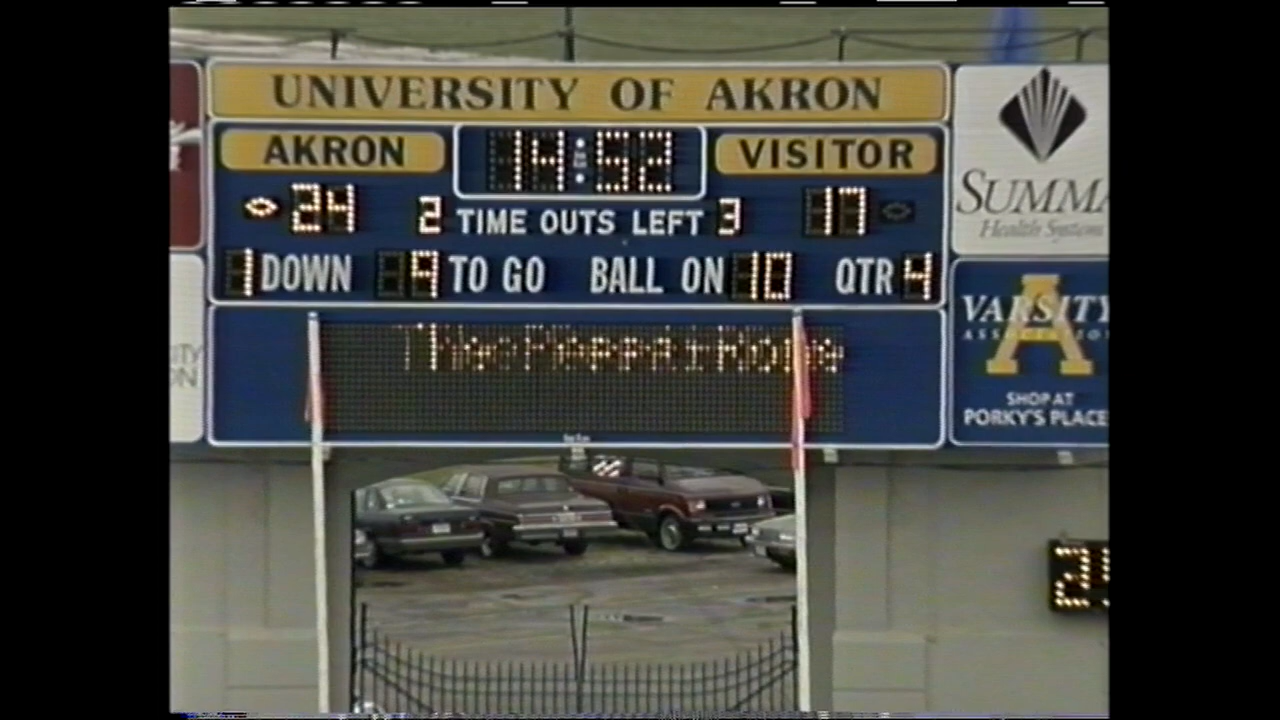 UNIVERSITY OF AKRON
AKRON 14:52 VISITOR
24 2 TIME OUTS LEFT 3 17
1 DOWN 9 TO GO BALL ON 10 QTR 4
SUMMA
Health System
VARSITY
A
ASSOCIATION
SHOP AT
PORKY'S PLACE